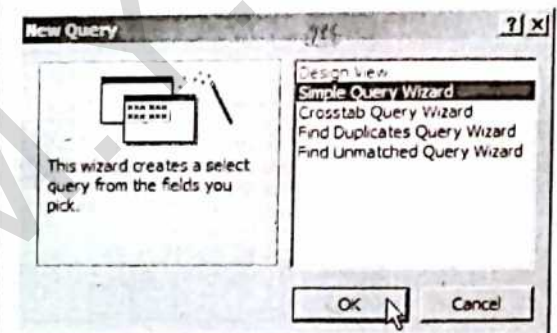 New Query
? x
Design View
Simple Query Wizard
Crosstab Query Wizard
Find Duplicates Query Wizard
Find Unmatched Query Wizard
This wizard creates a select
query from the fields you
pick.
OK
Cancel